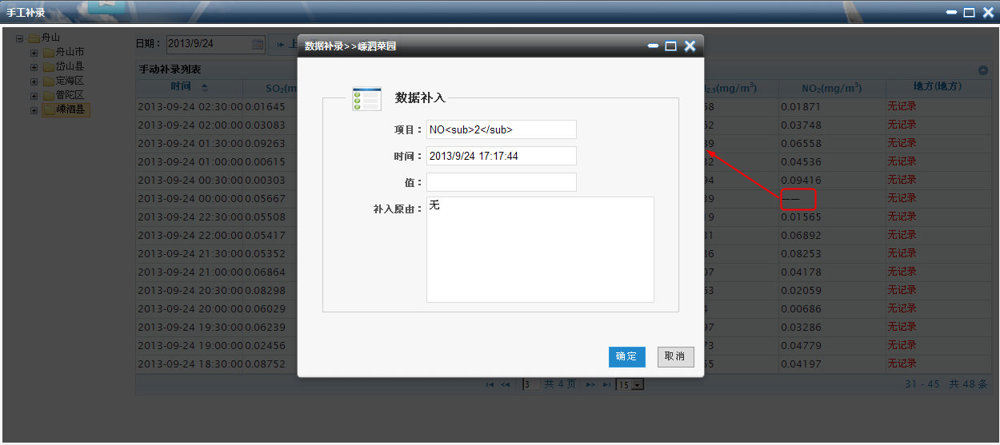 手工补录
舟山
舟山市
岱山县
定海区
普陀区
嵊泗县
日期： 2013/9/24 上
手动补录列表
时间 SO₂(m ₂.₅(mg/m³) NO₂(mg/m³) 地方(地方)
2013-09-24 02:30:00 0.01645 58 0.01871 无记录
2013-09-24 02:00:00 0.03083 52 0.03748 无记录
2013-09-24 01:30:00 0.09263 39 0.06558 无记录
2013-09-24 01:00:00 0.00615 0.04536 无记录
2013-09-24 00:30:00 0.00303 94 0.09416 无记录
2013-09-24 00:00:00 0.05667 39 —— 无记录
2013-09-24 22:30:00 0.05508 19 0.01565 无记录
2013-09-24 22:00:00 0.05417 31 0.06892 无记录
2013-09-24 21:30:00 0.05352 36 0.08253 无记录
2013-09-24 21:00:00 0.06864 07 0.04178 无记录
2013-09-24 20:30:00 0.08298 53 0.02059 无记录
2013-09-24 20:00:00 0.06029 4 0.00686 无记录
2013-09-24 19:30:00 0.06239 97 0.03286 无记录
2013-09-24 19:00:00 0.02456 73 0.04779 无记录
2013-09-24 18:30:00 0.08752 55 0.04197 无记录
3 共 4 页 15 31 - 45 共 48 条
数据补录>>嵊泗菜园
数据补入
项目： NO<sub>2</sub>
时间： 2013/9/24 17:17:44
值：
补入原由： 无
确定 取消